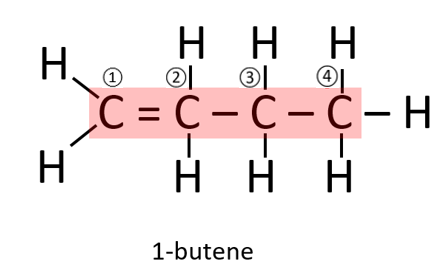 H H H H
① ② ③ ④
C = C – C – C – H
H H H H
1-butene